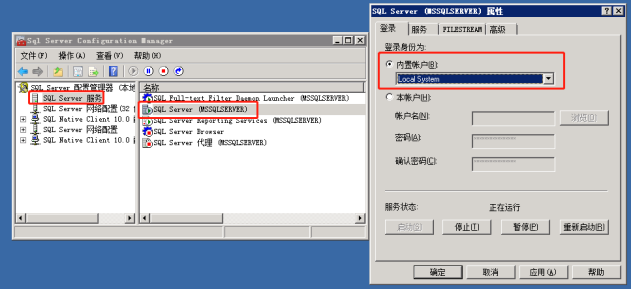 Sql Server Configuration Manager
文件(F) 操作(A) 查看(V) 帮助(H)
SQL Server 配置管理器 (本地
SQL Server 服务
SQL Server 网络配置(32 
SQL Native Client 10.0 
SQL Server 网络配置
SQL Native Client 10.0 
名称
SQL Full-text Filter Daemon Launcher (MSSQLSERVER)
SQL Server (MSSQLSERVER)
SQL Server Reporting Services (MSSQLSERVER)
SQL Server Browser
SQL Server 代理 (MSSQLSERVER)
SQL Server (MSSQLSERVER) 属性
登录 服务 FILESTREAM 高级
登录身份为:
内置帐户(B):
Local System
本帐户(H):
帐户名(N):
浏览(O)
密码(A):
确认密码(C):
服务状态: 正在运行
启动(S) 停止(T) 暂停(P) 重新启动(R)
确定 取消 应用(A) 帮助